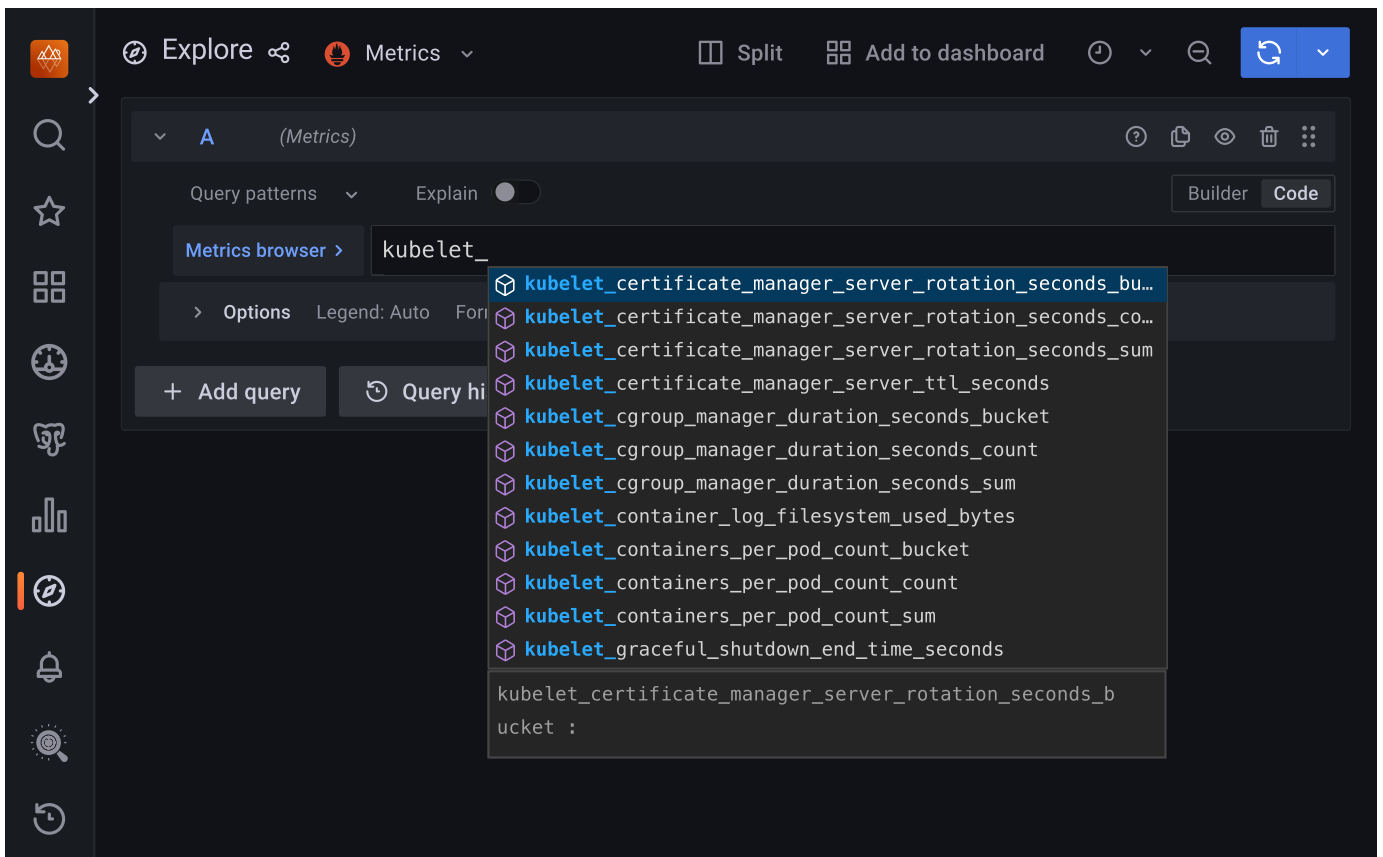 Explore Metrics Split Add to dashboard
A (Metrics)
Query patterns Explain Builder Code
Metrics browser > kubelet_
kubelet_certificate_manager_server_rotation_seconds_bu…
Options Legend: Auto
kubelet_certificate_manager_server_rotation_seconds_co…
kubelet_certificate_manager_server_rotation_seconds_sum
kubelet_certificate_manager_server_ttl_seconds
Add query Query hi
kubelet_cgroup_manager_duration_seconds_bucket
kubelet_cgroup_manager_duration_seconds_count
kubelet_cgroup_manager_duration_seconds_sum
kubelet_container_log_filesystem_used_bytes
kubelet_containers_per_pod_count_bucket
kubelet_containers_per_pod_count_count
kubelet_containers_per_pod_count_sum
kubelet_graceful_shutdown_end_time_seconds
kubelet_certificate_manager_server_rotation_seconds_b
ucket :